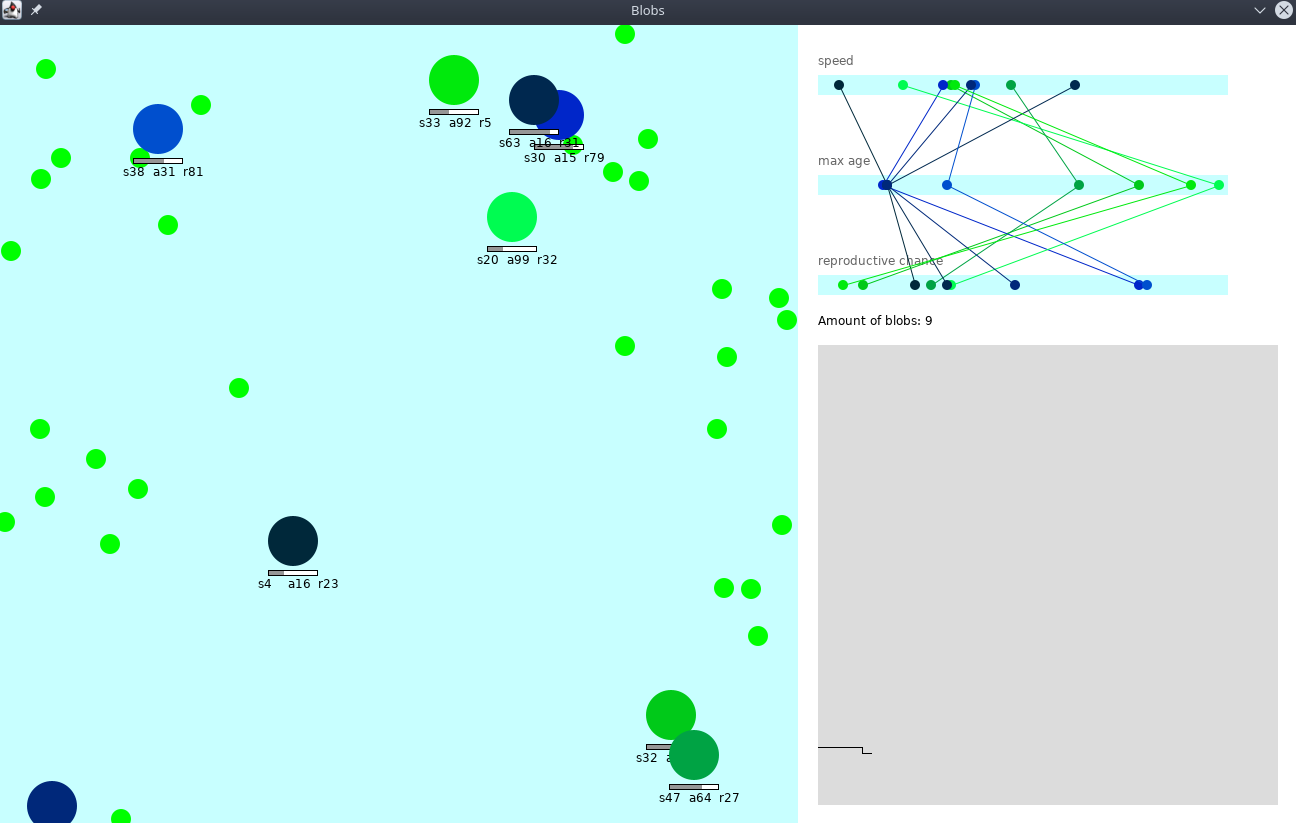 Blobs
speed
s33 a92 r5
s63 a16 r31
s30 a15 r79
s38 a31 r81
max age
s20 a99 r32
reproductive chance
Amount of blobs: 9
s4 a16 r23
s32
s47 a64 r27